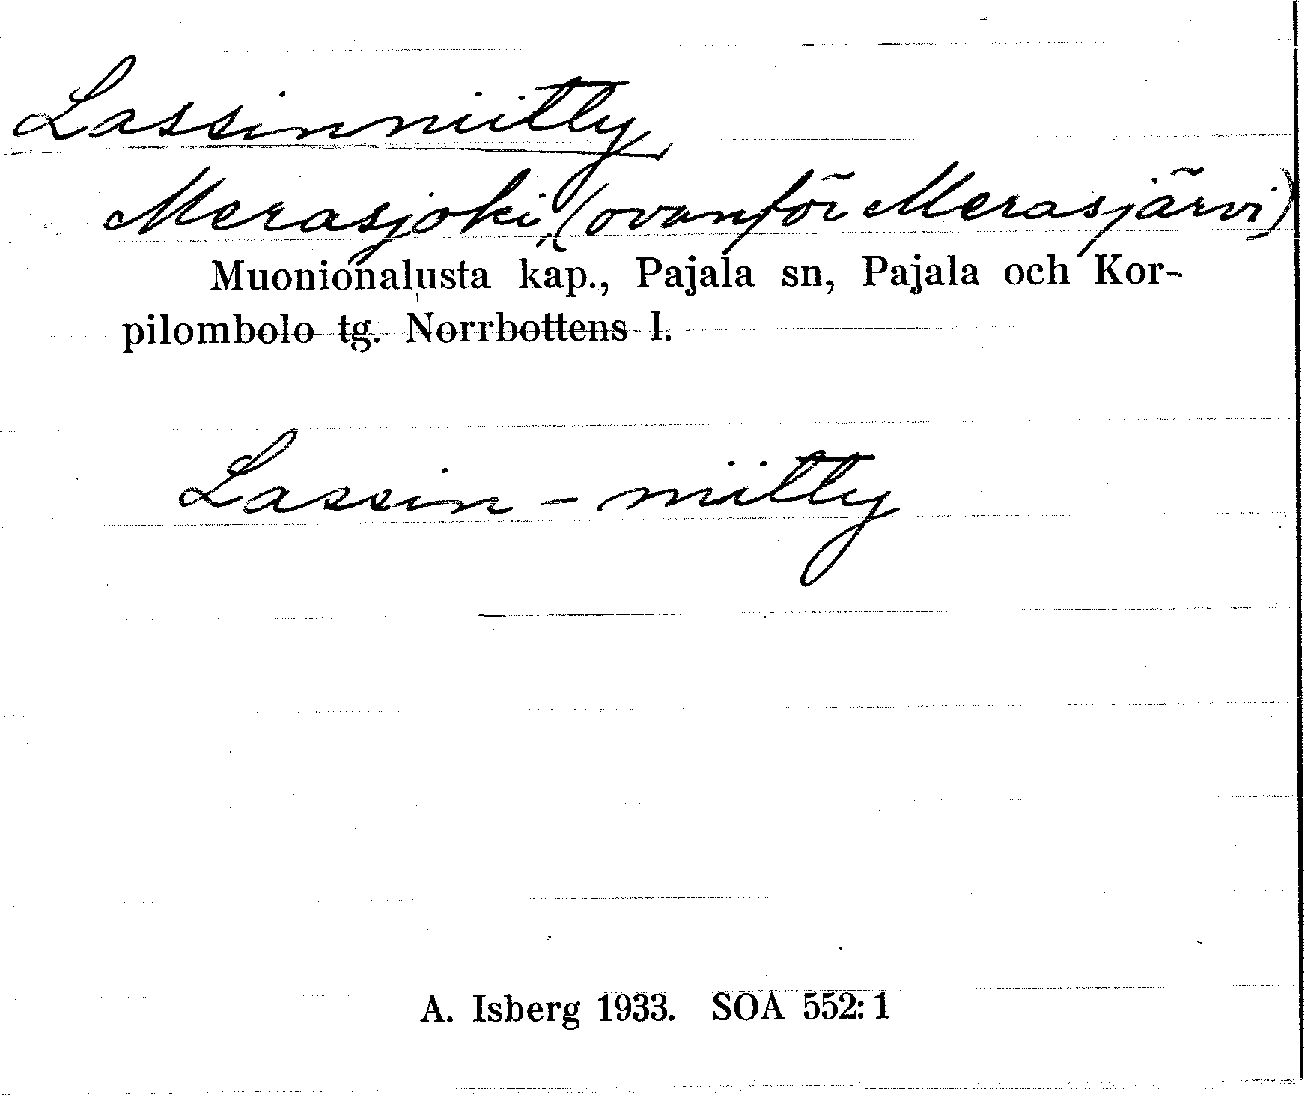 Lassinniitty
Merasjoki, (ovanför Merasjärvi)
Muonionalusta kap., Pajala sn, Pajala och Kor-
pilombolo tg. Norrbottens l.
Lassin - niitty
A. Isberg 1933. SOA 552:1